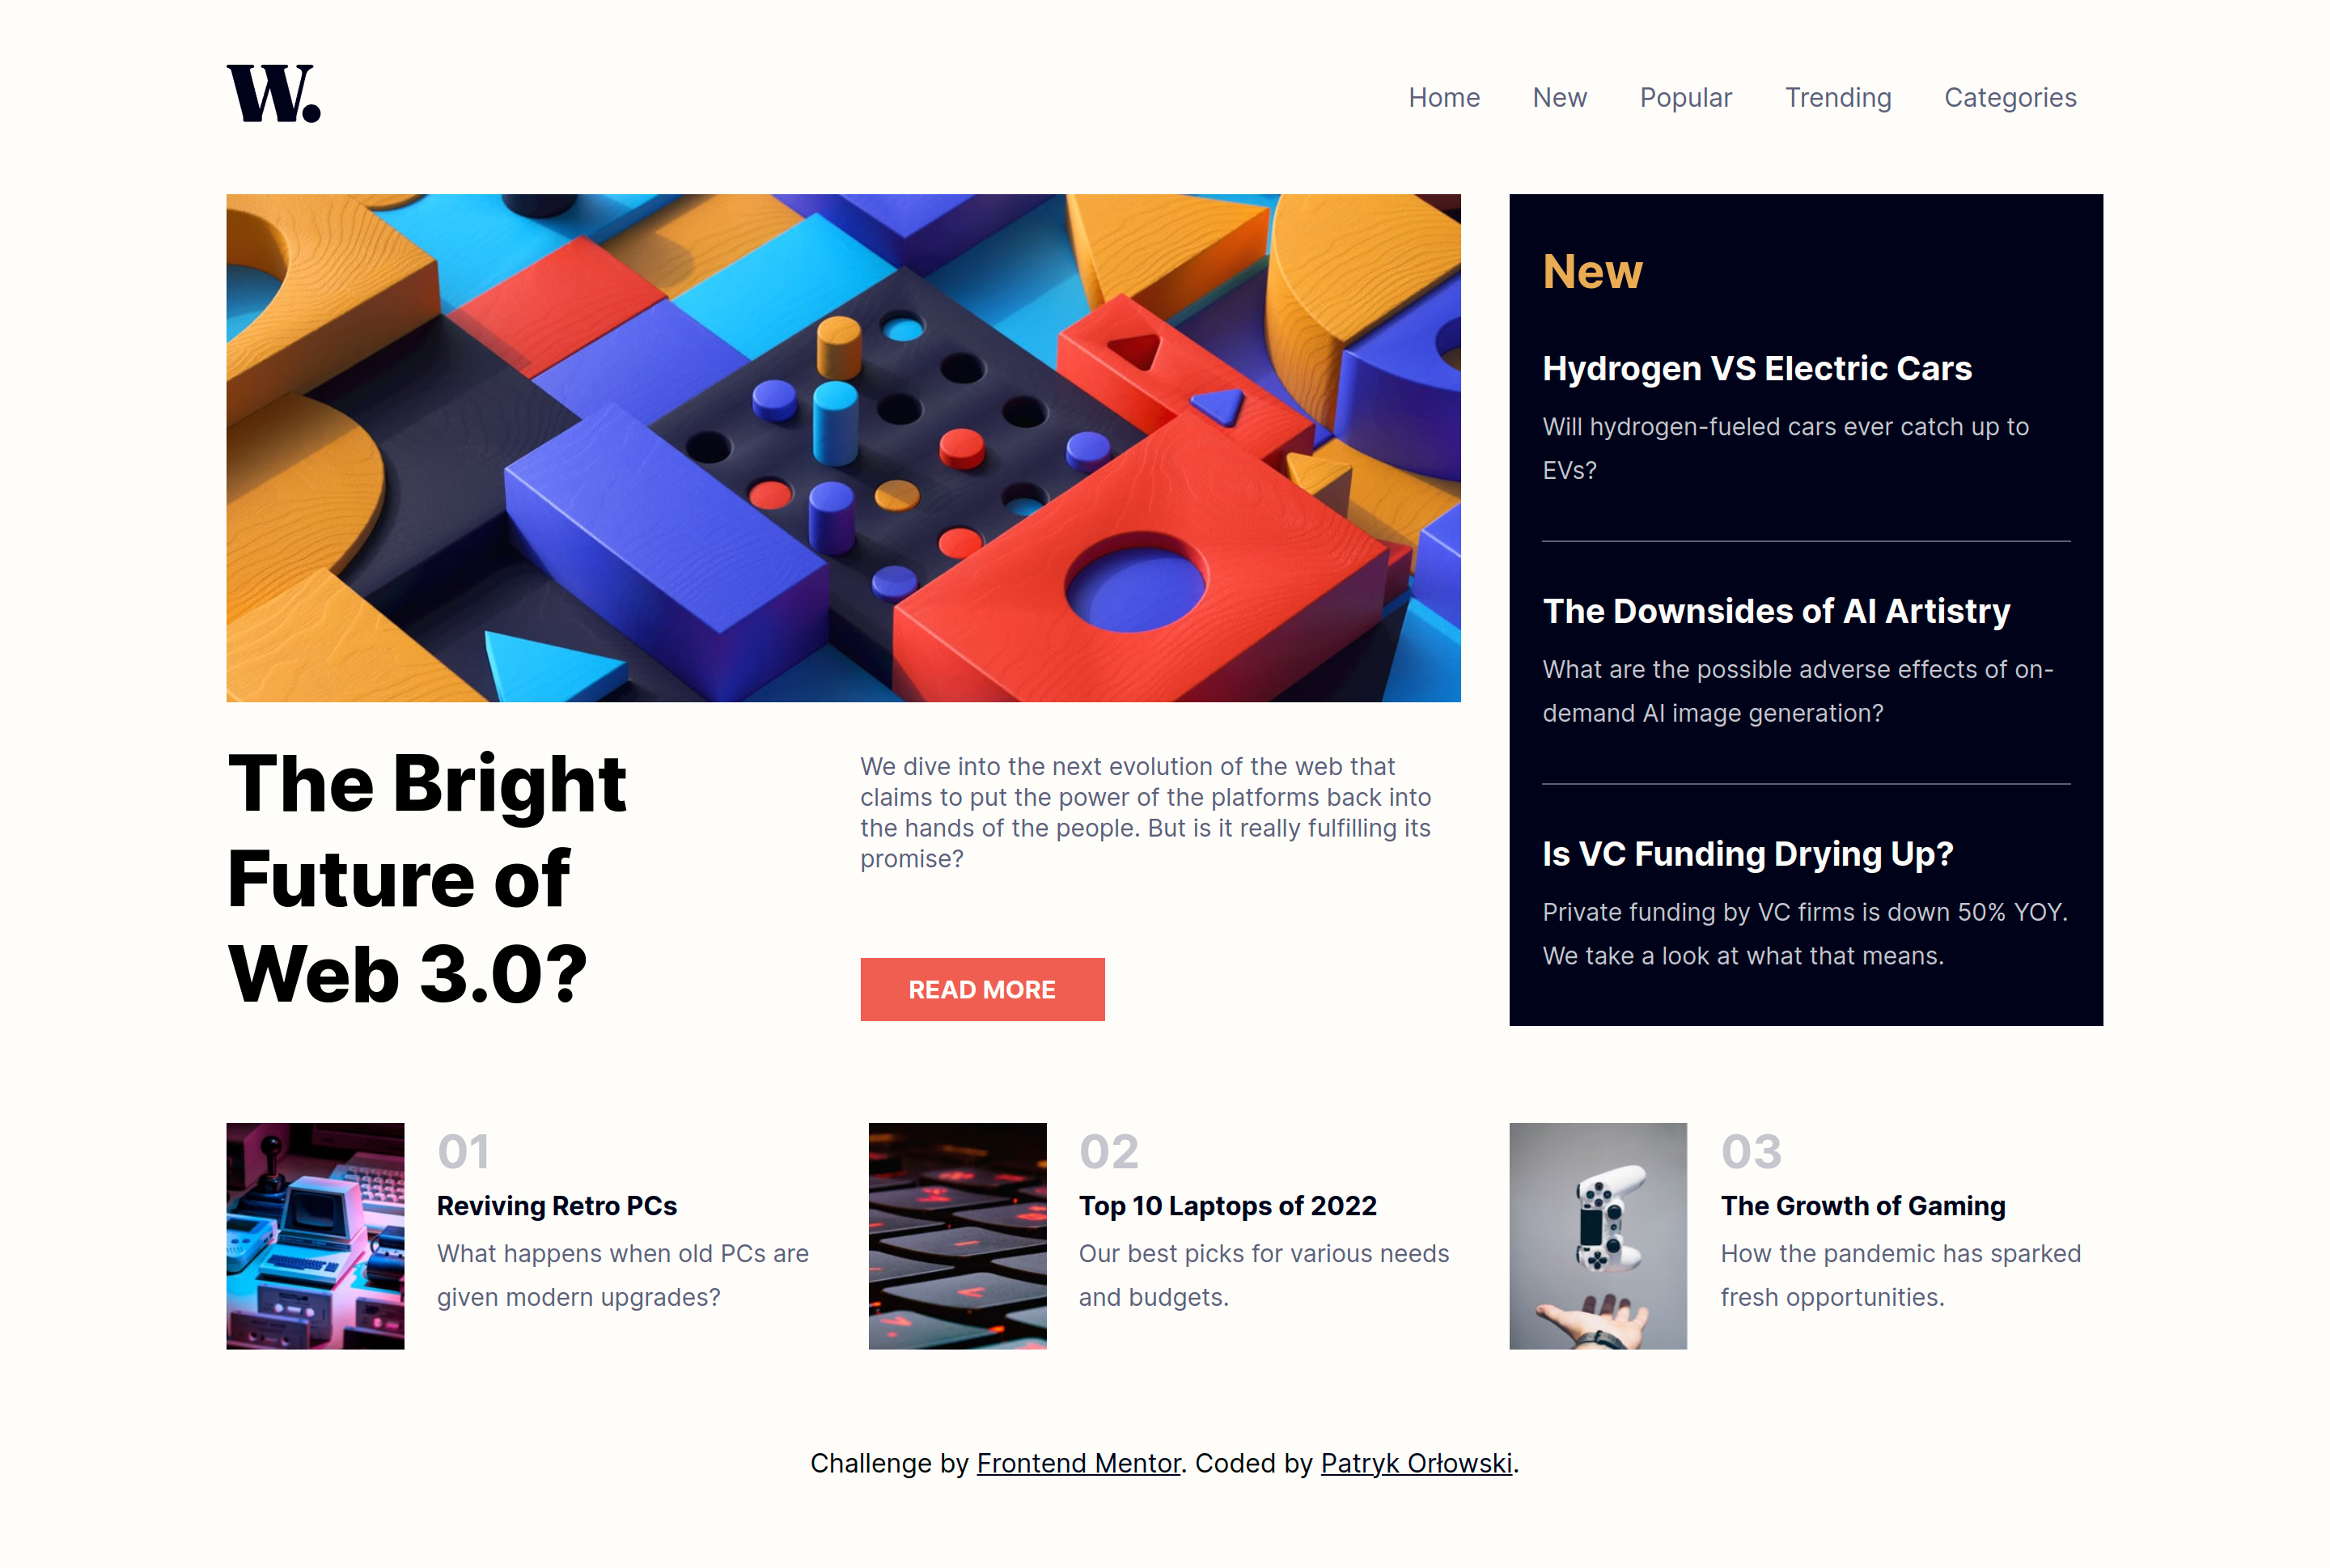 W.
Home New Popular Trending Categories
New
Hydrogen VS Electric Cars
Will hydrogen-fueled cars ever catch up to
EVs?
The Downsides of AI Artistry
What are the possible adverse effects of on-
demand AI image generation?
Is VC Funding Drying Up?
Private funding by VC firms is down 50% YOY.
We take a look at what that means.
The Bright
Future of
Web 3.0?
We dive into the next evolution of the web that
claims to put the power of the platforms back into
the hands of the people. But is it really fulfilling its
promise?
READ MORE
01
Reviving Retro PCs
What happens when old PCs are
given modern upgrades?
02
Top 10 Laptops of 2022
Our best picks for various needs
and budgets.
03
The Growth of Gaming
How the pandemic has sparked
fresh opportunities.
Challenge by Frontend Mentor. Coded by Patryk Orłowski.